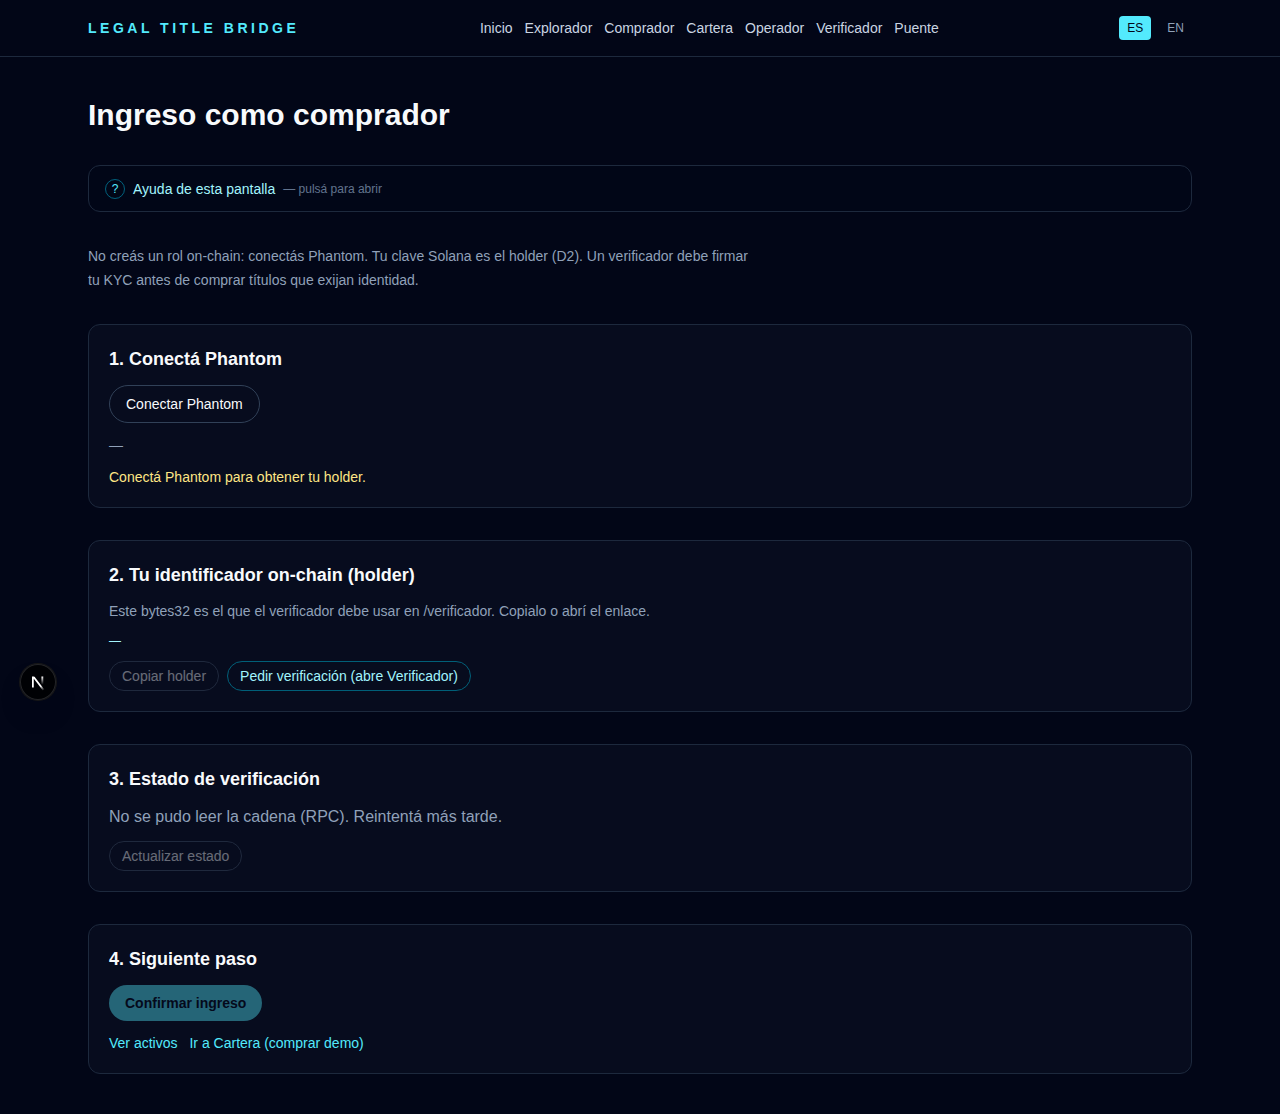 LEGAL TITLE BRIDGE
Inicio Explorador Comprador Cartera Operador Verificador Puente
ES EN
Ingreso como comprador
? Ayuda de esta pantalla — pulsá para abrir
No creás un rol on-chain: conectás Phantom. Tu clave Solana es el holder (D2). Un verificador debe firmar
tu KYC antes de comprar títulos que exijan identidad.
1. Conectá Phantom
Conectar Phantom
—
Conectá Phantom para obtener tu holder.
2. Tu identificador on-chain (holder)
Este bytes32 es el que el verificador debe usar en /verificador. Copialo o abrí el enlace.
—
Copiar holder Pedir verificación (abre Verificador)
N
3. Estado de verificación
No se pudo leer la cadena (RPC). Reintentá más tarde.
Actualizar estado
4. Siguiente paso
Confirmar ingreso
Ver activos Ir a Cartera (comprar demo)